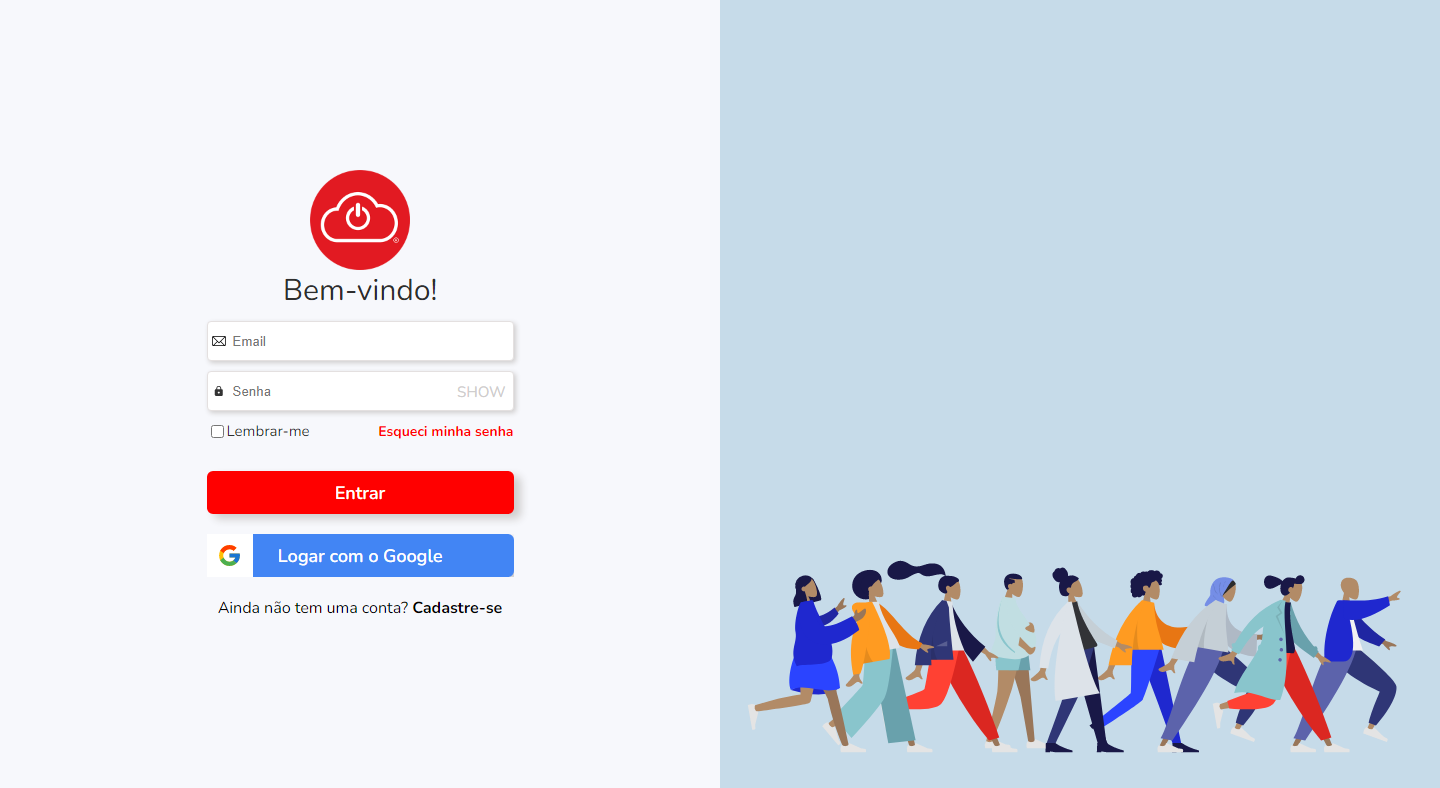 Bem-vindo!
Email
Senha SHOW
Lembrar-me Esqueci minha senha
Entrar
Logar com o Google
Ainda não tem uma conta? Cadastre-se